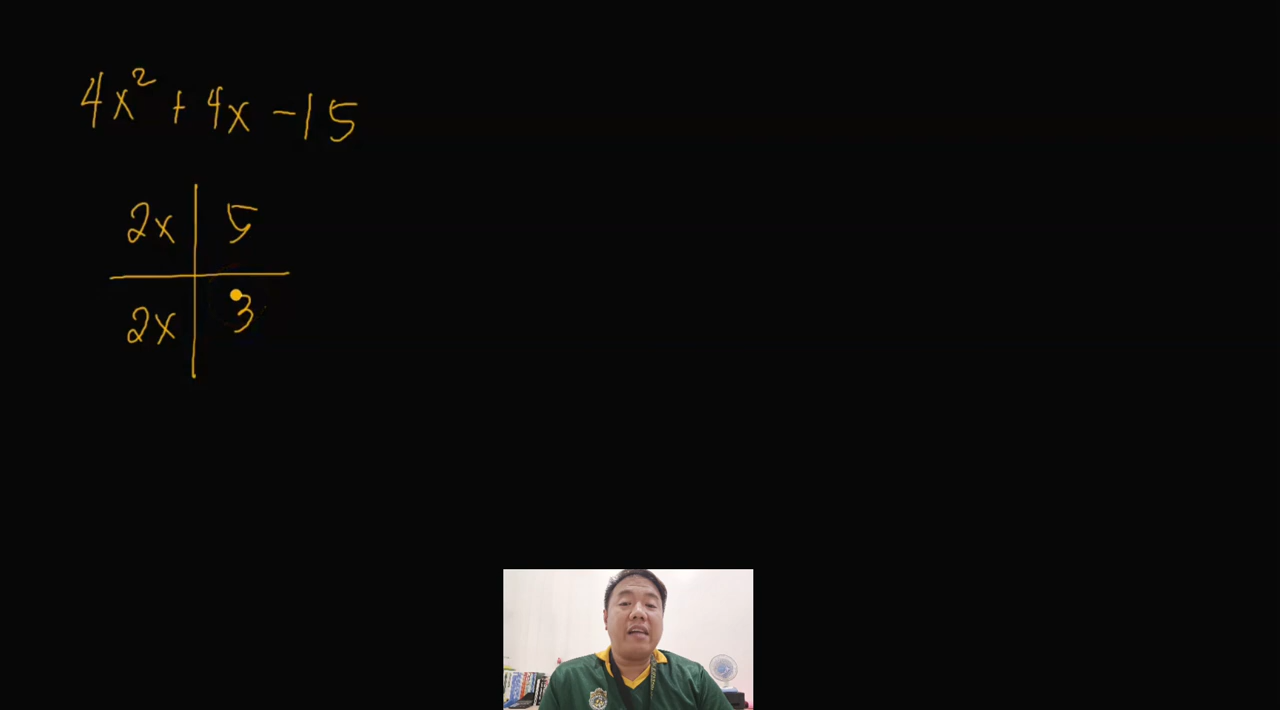 4x² + 4x - 15
2x | 5
2x | 3